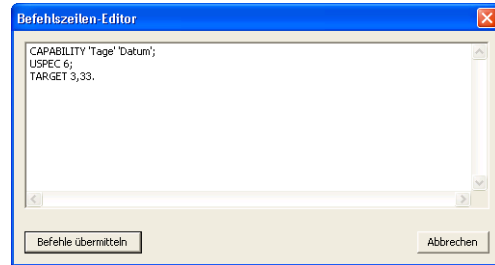 Befehlszeilen-Editor
CAPABILITY 'Tage' 'Datum';
USPEC 6;
TARGET 3,33.
Befehle übermitteln
Abbrechen